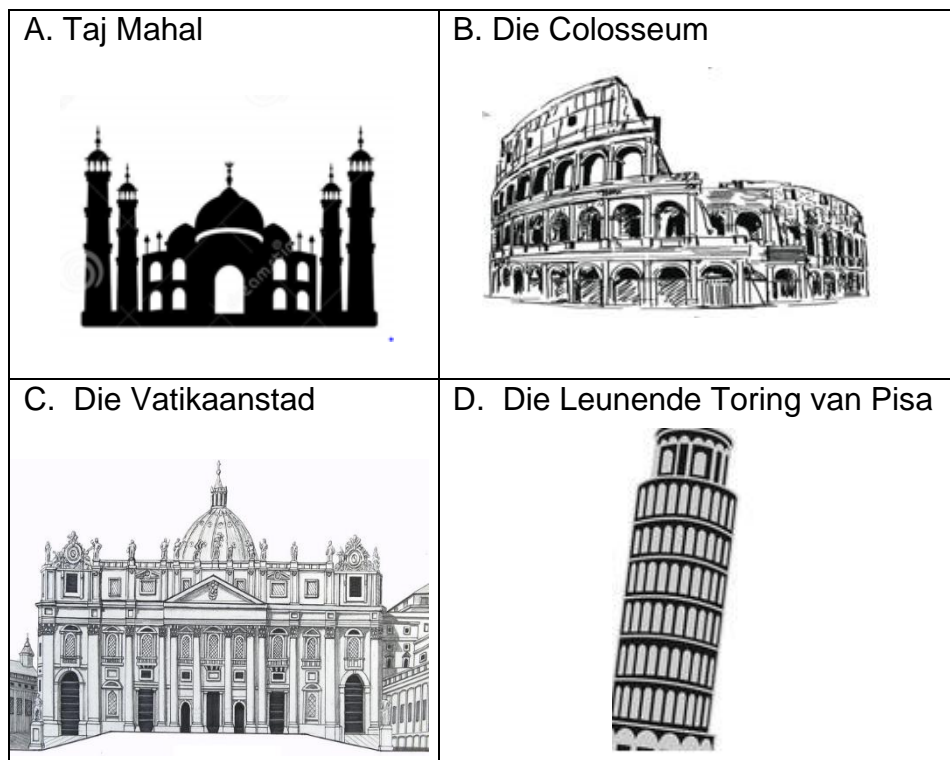 A. Taj Mahal
B. Die Colosseum
C. Die Vatikaanstad
D. Die Leunende Toring van Pisa